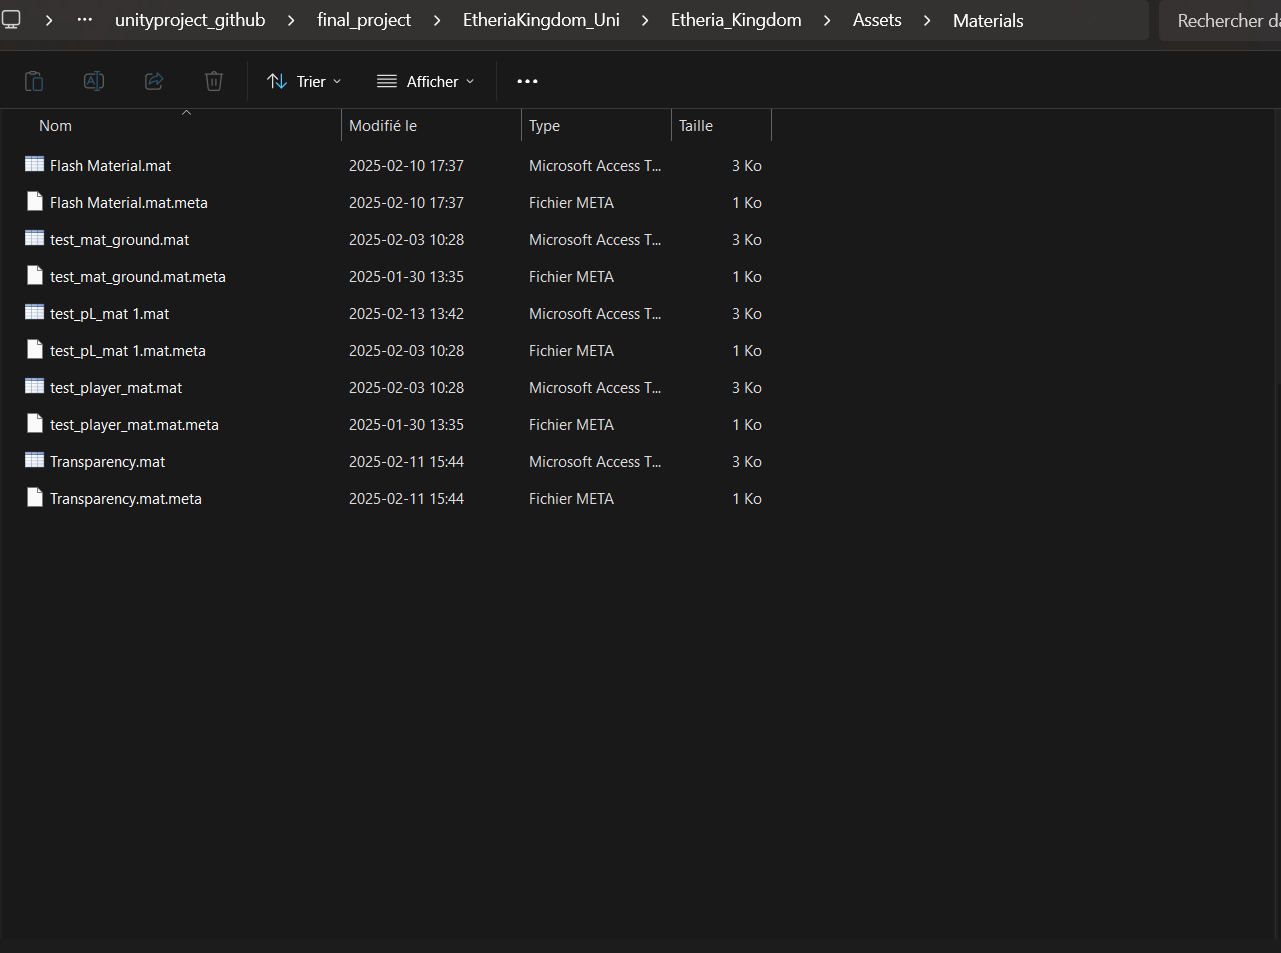 ··· unityproject_github > final_project > EtheriaKingdom_Uni > Etheria_Kingdom > Assets > Materials Rechercher
Trier Afficher ···
Nom Modifié le Type Taille
Flash Material.mat 2025-02-10 17:37 Microsoft Access T... 3 Ko
Flash Material.mat.meta 2025-02-10 17:37 Fichier META 1 Ko
test_mat_ground.mat 2025-02-03 10:28 Microsoft Access T... 3 Ko
test_mat_ground.mat.meta 2025-01-30 13:35 Fichier META 1 Ko
test_pL_mat 1.mat 2025-02-13 13:42 Microsoft Access T... 3 Ko
test_pL_mat 1.mat.meta 2025-02-03 10:28 Fichier META 1 Ko
test_player_mat.mat 2025-02-03 10:28 Microsoft Access T... 3 Ko
test_player_mat.mat.meta 2025-01-30 13:35 Fichier META 1 Ko
Transparency.mat 2025-02-11 15:44 Microsoft Access T... 3 Ko
Transparency.mat.meta 2025-02-11 15:44 Fichier META 1 Ko